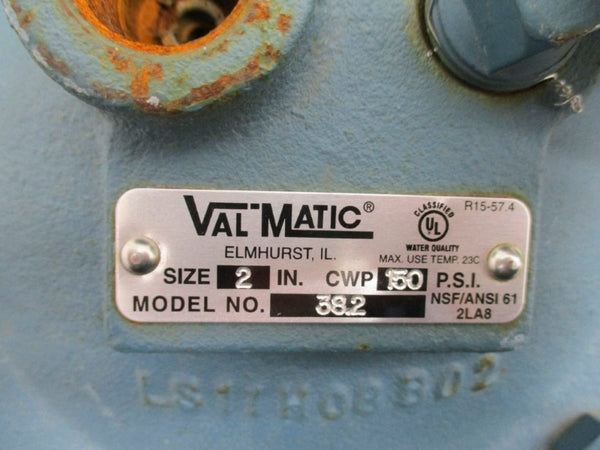 VAL MATIC®
R15-57.4
CLASSIFIED
UL
WATER QUALITY
ELMHURST, IL.
MAX. USE TEMP. 23C
SIZE 2 IN. CWP 150 P.S.I.
MODEL NO. 38.2
NSF/ANSI 61
2LA8